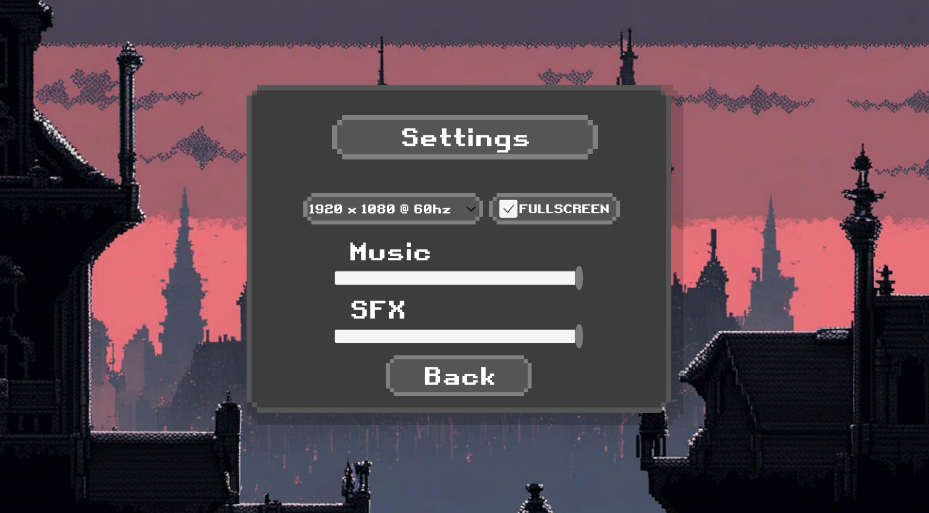 Settings
1920 x 1080 @ 60hz FULLSCREEN
Music
SFX
Back